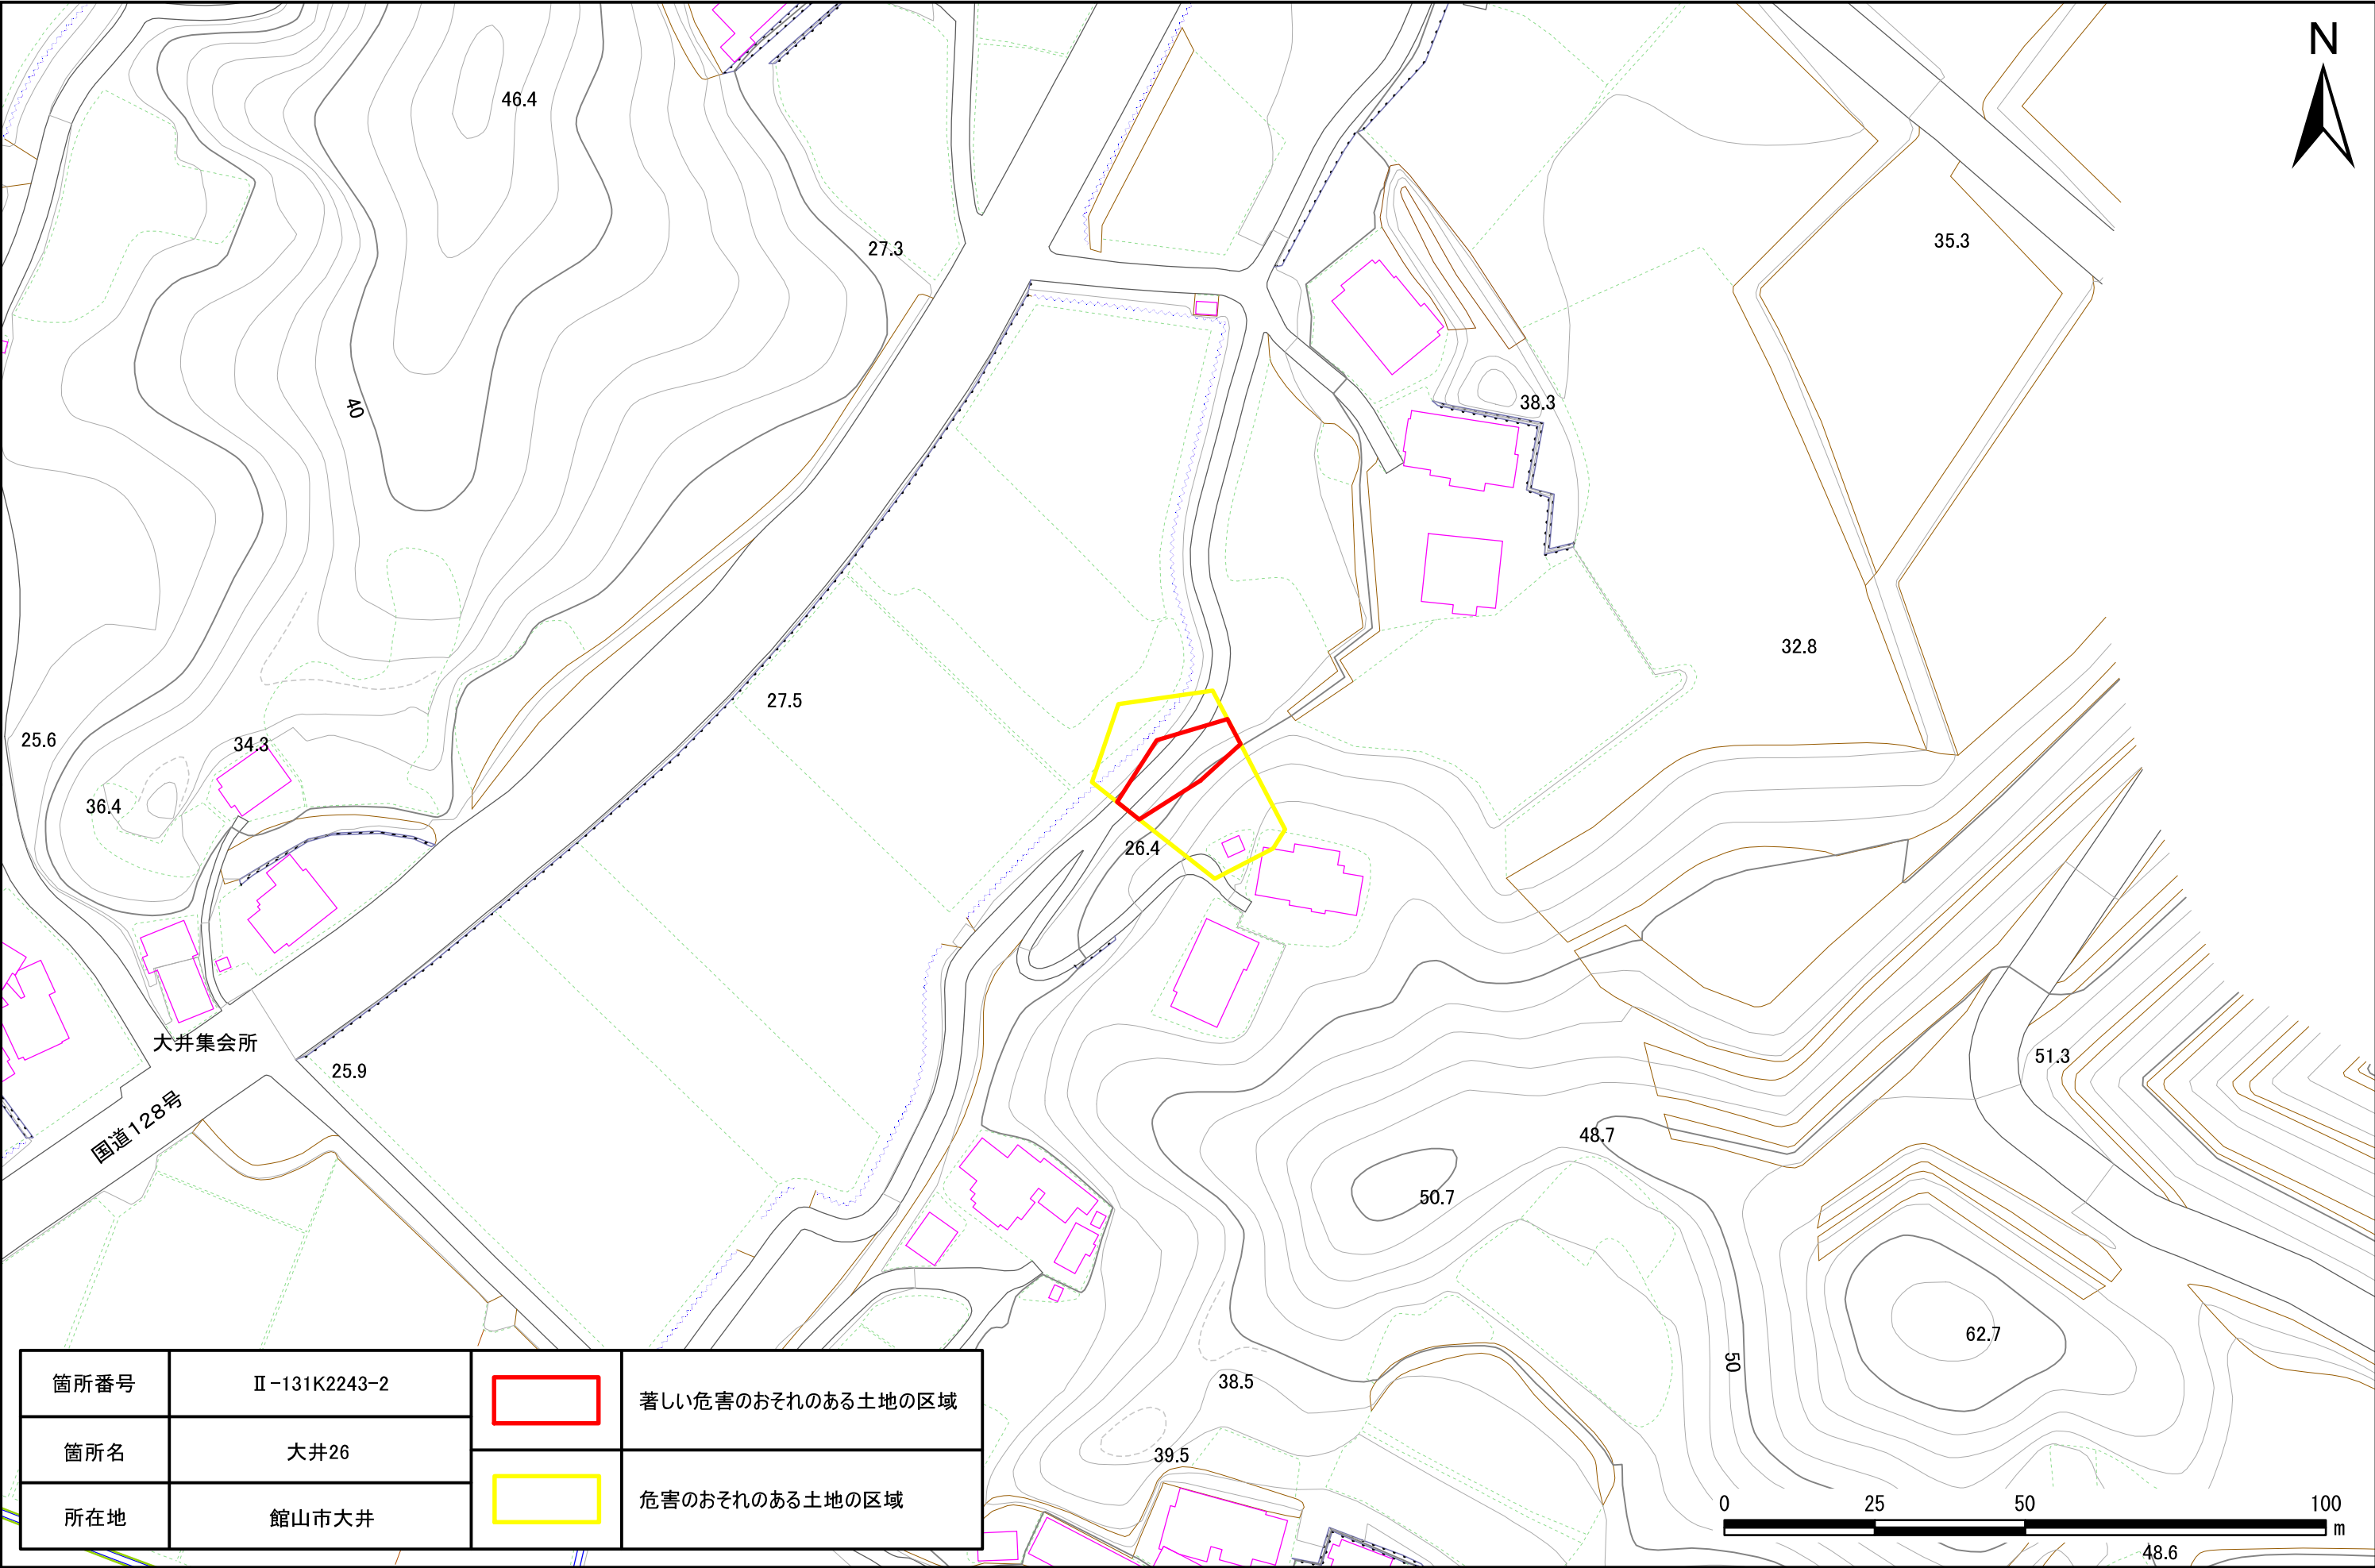 N
46.4
27.3
35.3
40
38.3
32.8
27.5
25.6
34.3
36.4
26.4
大井集会所
25.9
51.3
国道128号
48.7
50.7
62.7
50
38.5
39.5
箇所番号 Ⅱ-131K2243-2
箇所名 大井26
所在地 館山市大井
著しい危害のおそれのある土地の区域
危害のおそれのある土地の区域
0 25 50 100
m
48.6